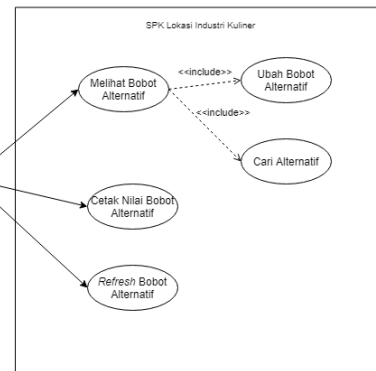 SPK Lokasi Industri Kuliner
Melihat Bobot
Alternatif
<<include>>
Ubah Bobot
Alternatif
<<include>>
Cari Alternatif
Cetak Nilai Bobot
Alternatif
Refresh Bobot
Alternatif